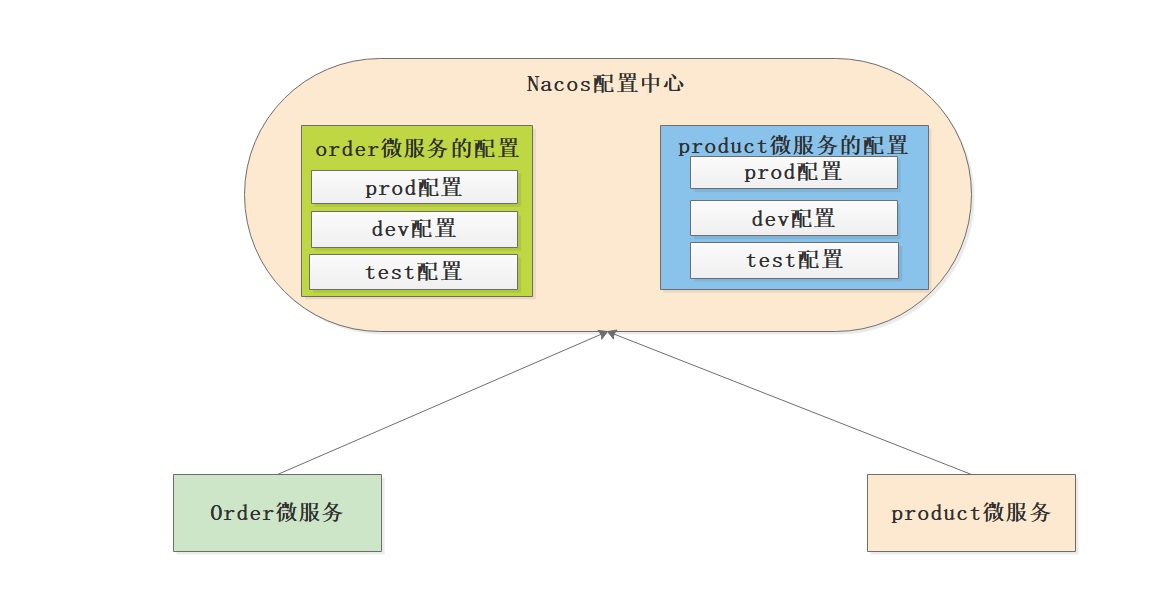 Nacos配置中心
order微服务的配置
prod配置
dev配置
test配置
product微服务的配置
prod配置
dev配置
test配置
Order微服务
product微服务